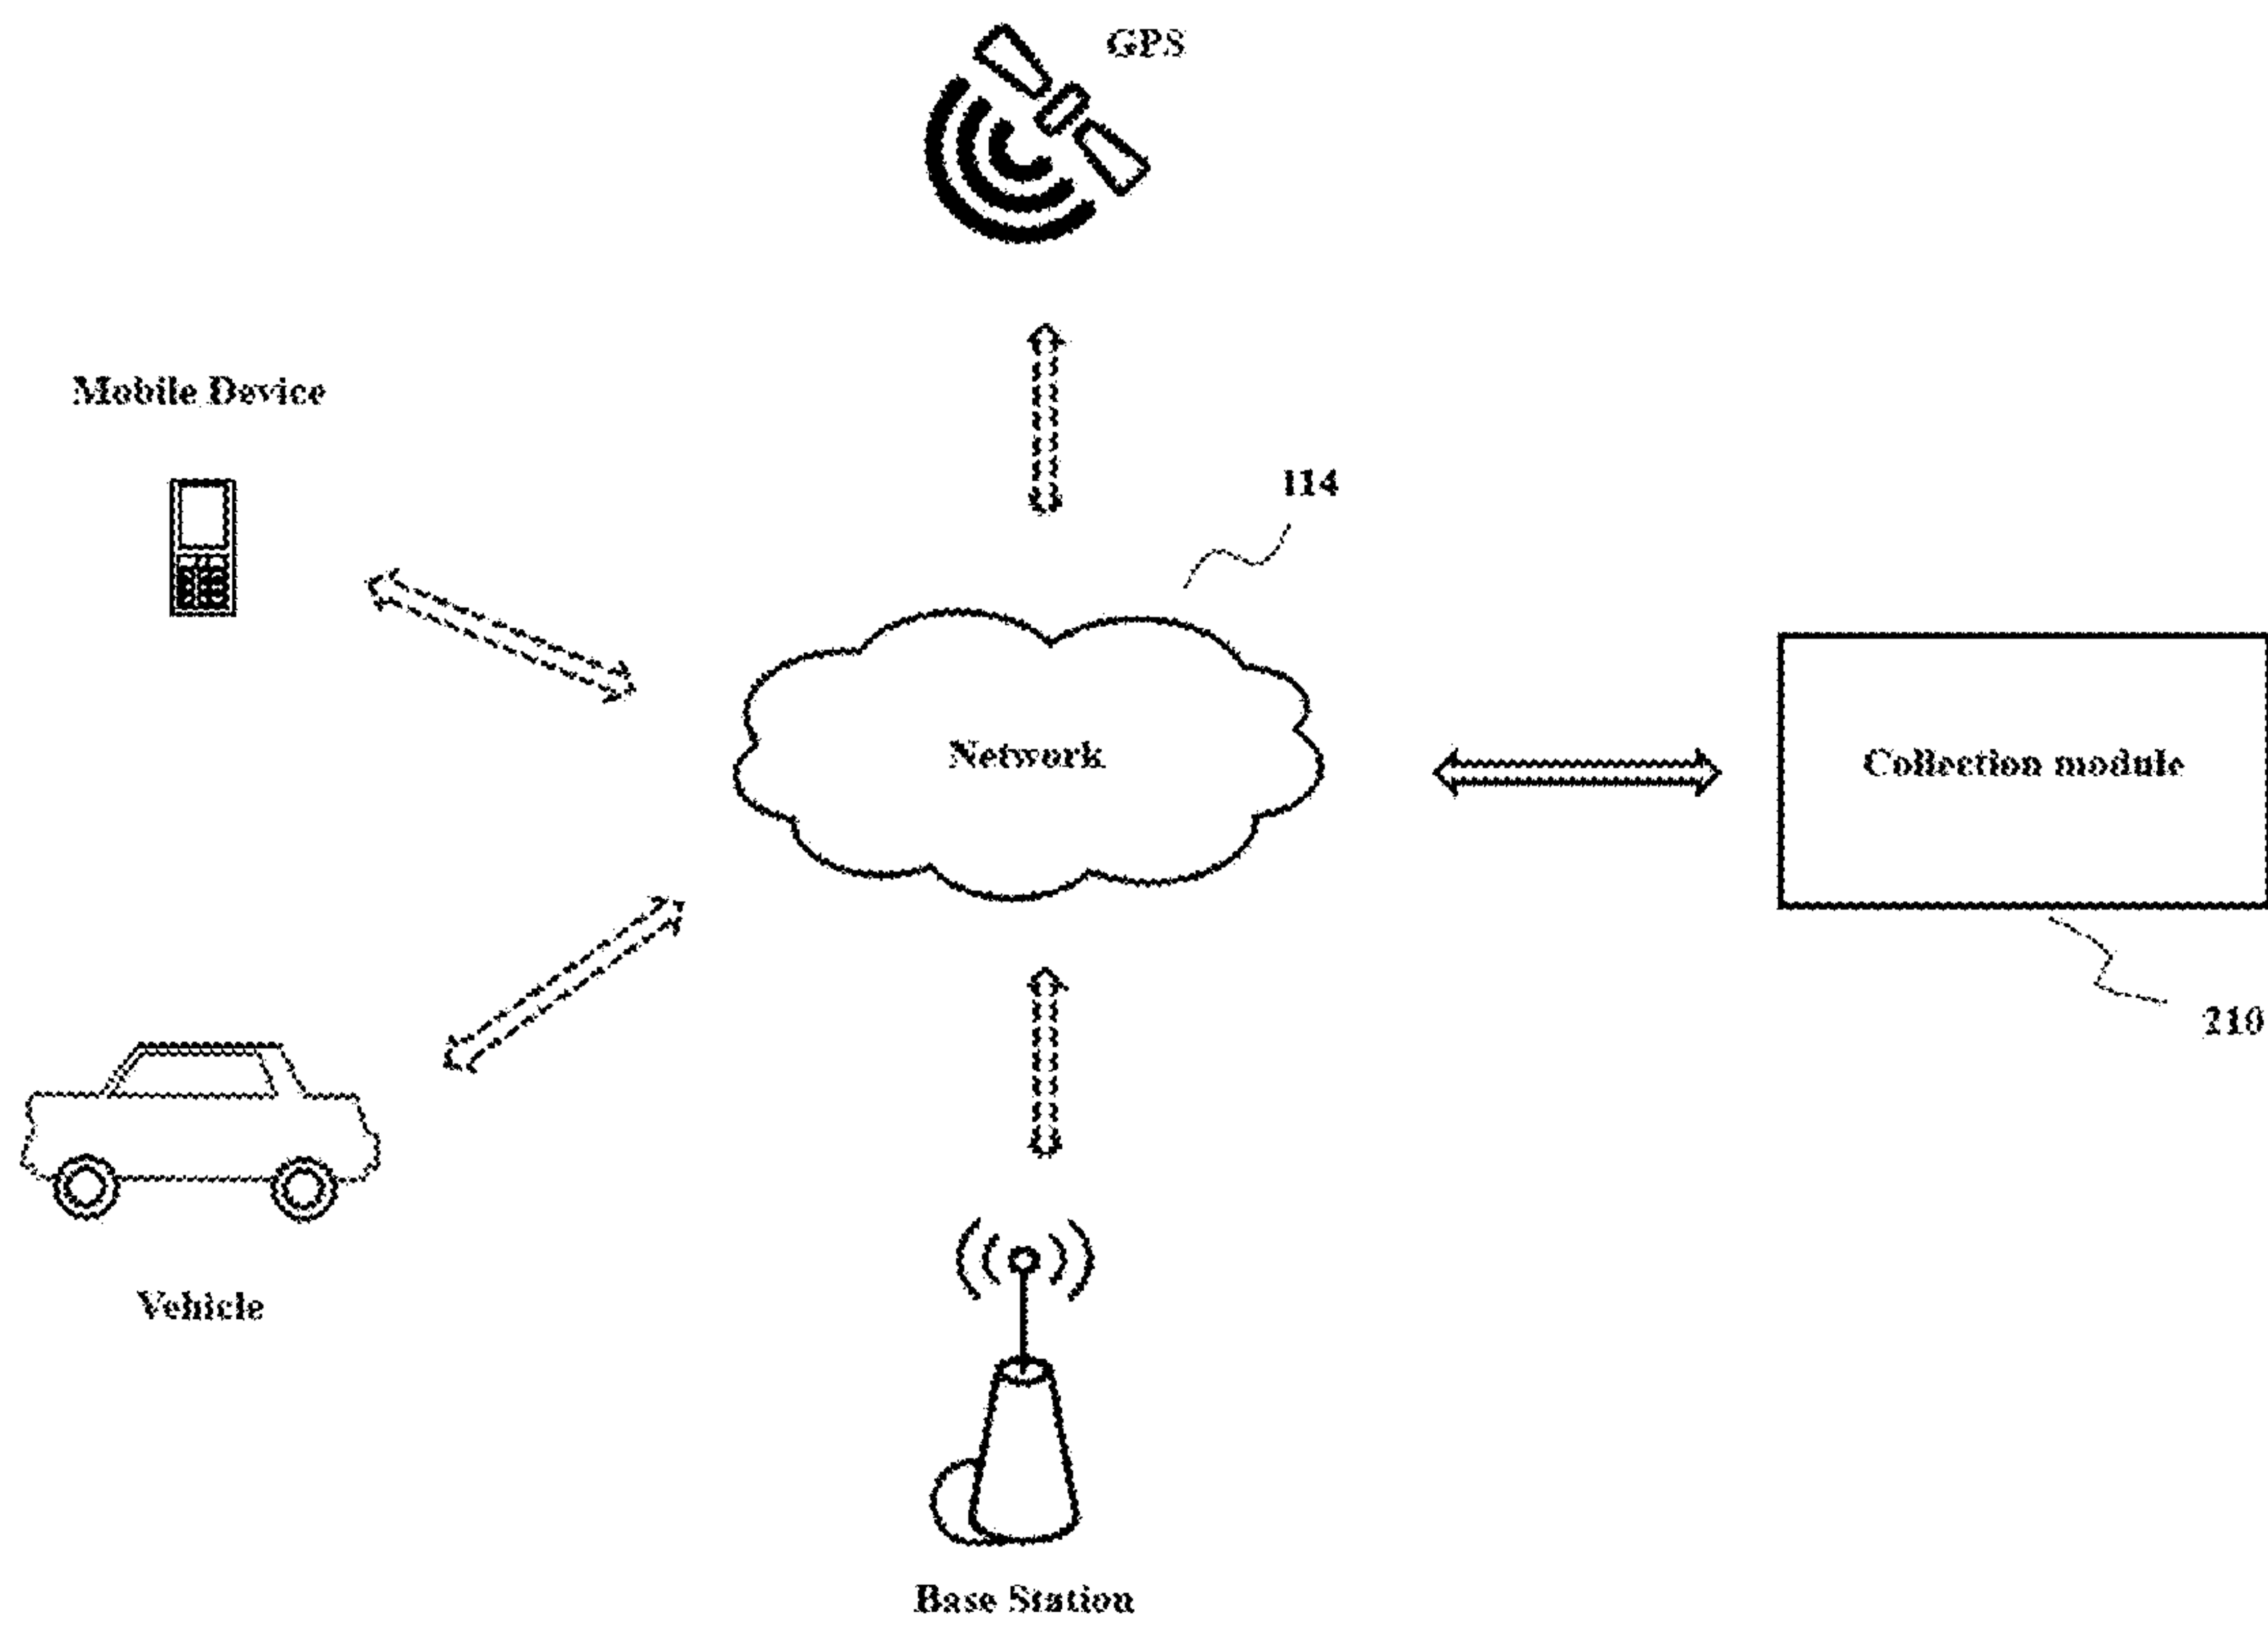 GPS
Mobile Device
114
Network
Collection module
210
Vehicle
Base Station